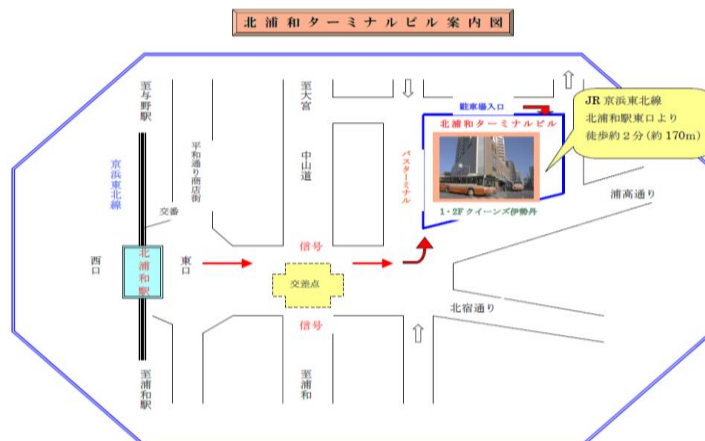 北浦和ターミナルビル案内図
至与野駅
至大宮
駐車場入口
北浦和ターミナルビル
JR 京浜東北線
北浦和駅東口より
徒歩約2分(約170m)
京浜東北線
平和通り商店街
中山道
バスターミナル
1・2F クイーンズ伊勢丹
浦高通り
交番
西口
北浦和駅
東口
信号
交差点
信号
北宿通り
至浦和駅
至浦和